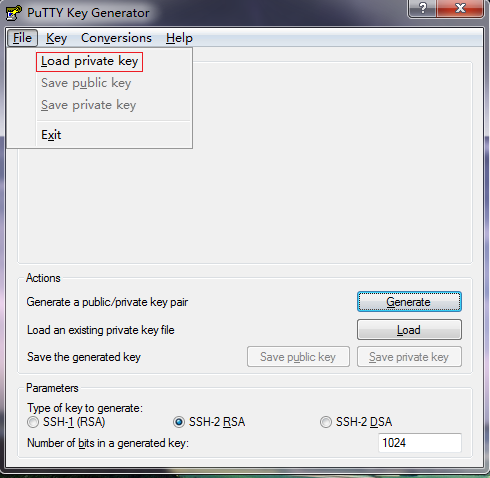 PuTTY Key Generator
?
File Key Conversions Help
Load private key
Save public key
Save private key
Exit
Actions
Generate a public/private key pair Generate
Load an existing private key file Load
Save the generated key Save public key Save private key
Parameters
Type of key to generate:
SSH-1 (RSA) SSH-2 RSA SSH-2 DSA
Number of bits in a generated key: 1024